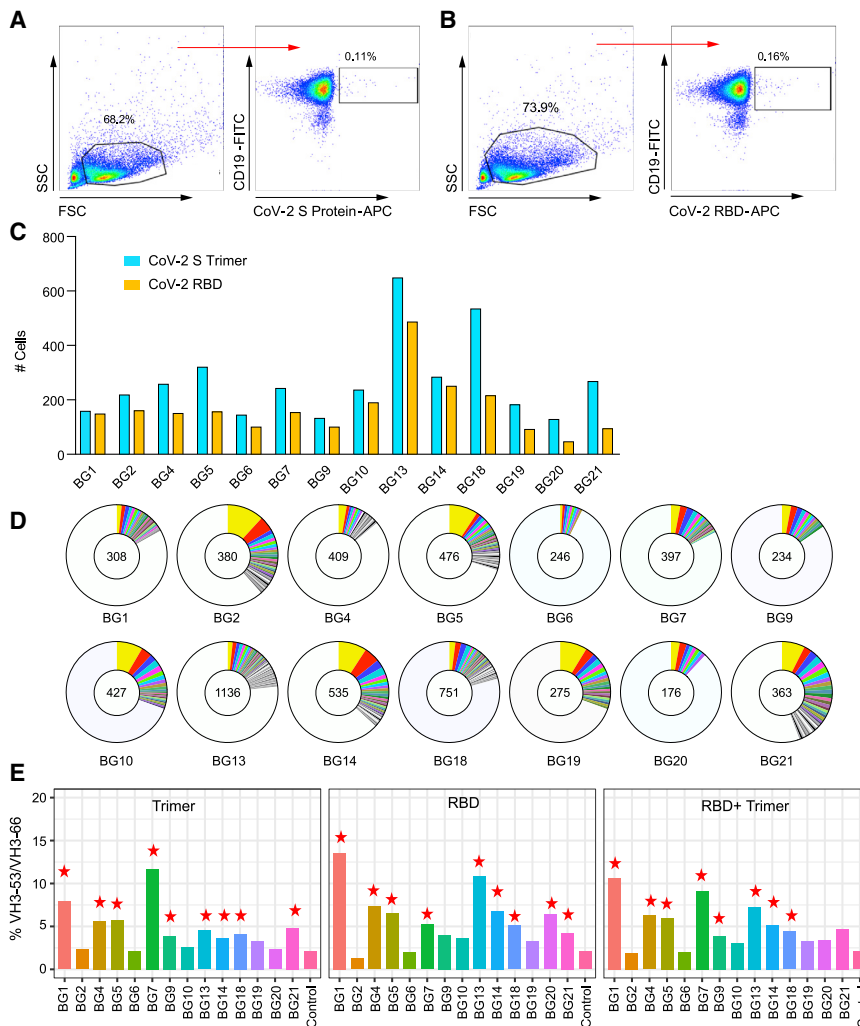 A
B
68.2%
0.11%
73.9%
0.16%
SSC
FSC
CD19-FITC
CoV-2 S Protein-APC
SSC
FSC
CD19-FITC
CoV-2 RBD-APC
C
800
600
400
200
0
# Cells
CoV-2 S Trimer
CoV-2 RBD
BG1 BG2 BG4 BG5 BG6 BG7 BG9 BG10 BG13 BG14 BG18 BG19 BG20 BG21
D
308 380 409 476 246 397 234
BG1 BG2 BG4 BG5 BG6 BG7 BG9
427 1136 535 751 275 176 363
BG10 BG13 BG14 BG18 BG19 BG20 BG21
E
% VH3-53/VH3-66
20
15
10
5
0
Trimer RBD RBD+ Trimer
BG1 BG2 BG4 BG5 BG6 BG7 BG9 BG10 BG13 BG14 BG18 BG19 BG20 BG21 Control
BG1 BG2 BG4 BG5 BG6 BG7 BG9 BG10 BG13 BG14 BG18 BG19 BG20 BG21 Control
BG1 BG2 BG4 BG5 BG6 BG7 BG9 BG10 BG13 BG14 BG18 BG19 BG20 BG21 Control